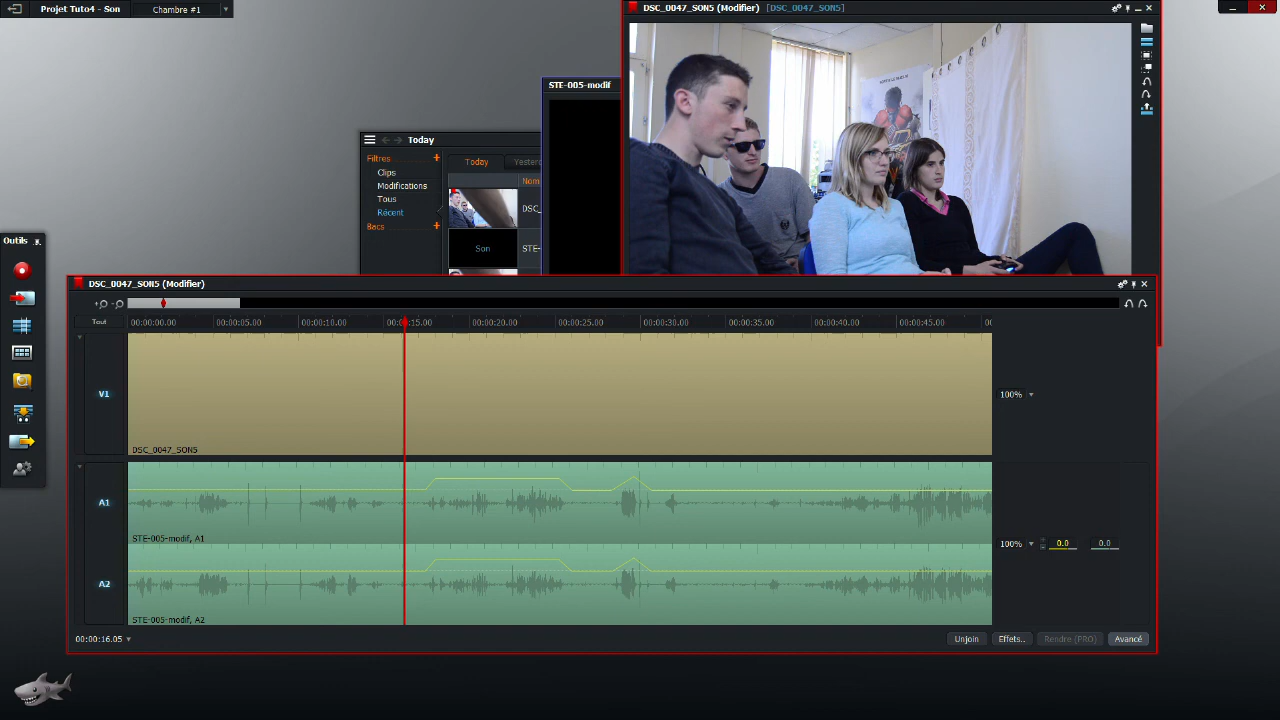 Projet Tuto4 - Son
Chambre #1
DSC_0047_SON5 (Modifier) [DSC_0047_SON5]
STE-005-modif
Today
Filtres
Clips
Modifications
Tous
Récent
Bacs
Today
Yesterd
Nom
DSC_
Son
STE-
Outils
DSC_0047_SON5 (Modifier)
Tout
00:00:00.00 00:00:05.00 00:00:10.00 00:00:15.00 00:00:20.00 00:00:25.00 00:00:30.00 00:00:35.00 00:00:40.00 00:00:45.00 00
V1
100%
DSC_0047_SON5
A1
STE-005-modif, A1
100%
0.0
0.0
A2
STE-005-modif, A2
00:00:16.05
Unjoin
Effets..
Rendre (PRO)
Avancé